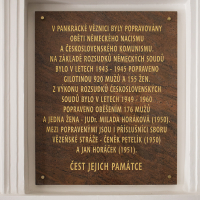 V PANKRÁCKÉ VĚZNICI BYLY POPRAVOVÁNY
OBĚTI NĚMECKÉHO NACISMU
A ČESKOSLOVENSKÉHO KOMUNISMU.
NA ZÁKLADĚ ROZSUDKŮ NĚMECKÝCH SOUDŮ
BYLO V LETECH 1943 - 1945 POPRAVENO
GILOTINOU 920 MUŽŮ A 155 ŽEN.
Z VÝKONU ROZSUDKŮ ČESKOSLOVENSKÝCH
SOUDŮ BYLO V LETECH 1949 - 1960
POPRAVENO OBĚŠENÍM 176 MUŽŮ
A JEDNA ŽENA - JUDr. MILADA HORÁKOVÁ (1950).
MEZI POPRAVENÝMI JSOU I PŘÍSLUŠNÍCI SBORU
VĚZEŇSKÉ STRÁŽE - ČENĚK PETELÍK (1950)
A JAN HORÁČEK (1951).
ČEST JEJICH PAMÁTCE